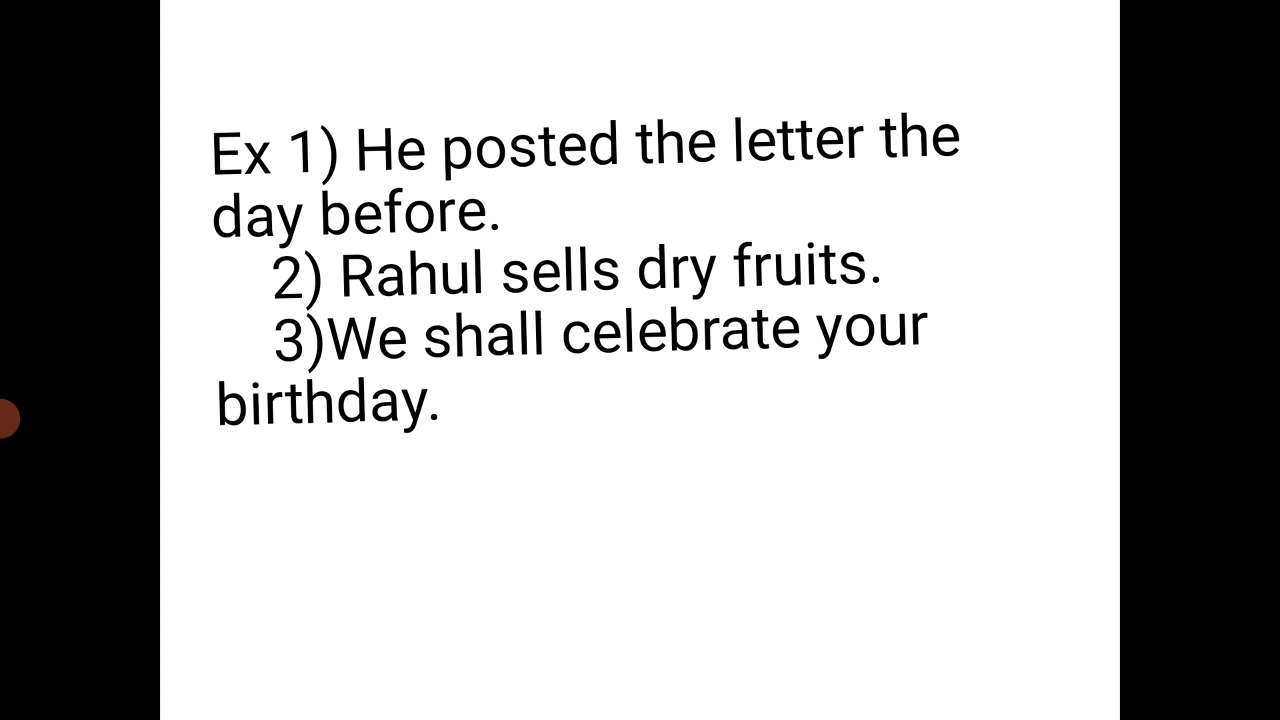 Ex 1) He posted the letter the
day before.
2) Rahul sells dry fruits.
3)We shall celebrate your
birthday.